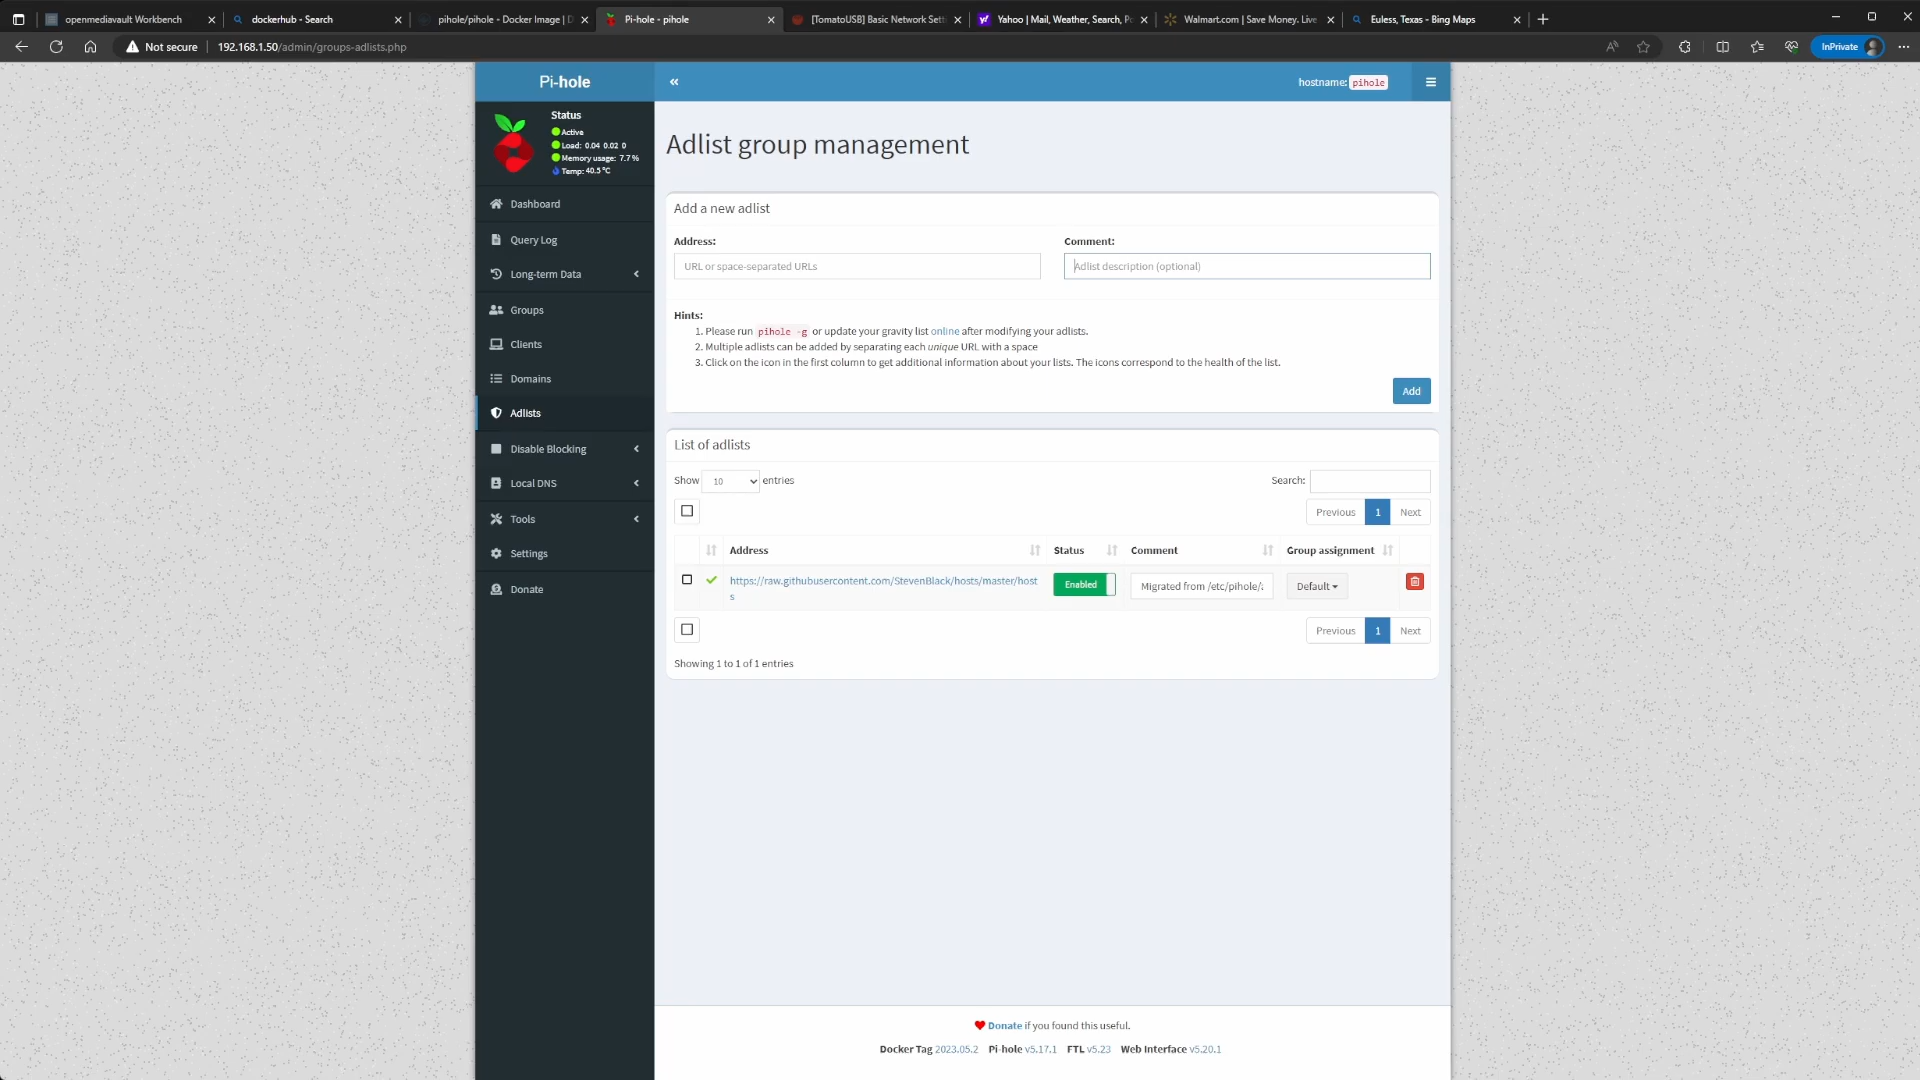 openmediavault Workbench
dockerhub - Search
pihole/pihole - Docker Image | D
Pi-hole - pihole
[TomatoUSB] Basic Network Sett
Yahoo | Mail, Weather, Search, Po
Walmart.com | Save Money. Live
Euless, Texas - Bing Maps
Not secure
192.168.1.50/admin/groups-adlists.php
InPrivate
Pi-hole
hostname: pihole
Status
Active
Load: 0.04 0.02 0
Memory usage: 7.7 %
Temp: 40.5 °C
Dashboard
Query Log
Long-term Data
Groups
Clients
Domains
Adlists
Disable Blocking
Local DNS
Tools
Settings
Donate
Adlist group management
Add a new adlist
Address:
Comment:
URL or space-separated URLs
Adlist description (optional)
Hints:
1. Please run pihole -g or update your gravity list online after modifying your adlists.
2. Multiple adlists can be added by separating each unique URL with a space
3. Click on the icon in the first column to get additional information about your lists. The icons correspond to the health of the list.
Add
List of adlists
Show 10 entries
Search:
Previous 1 Next
Address Status Comment Group assignment
https://raw.githubusercontent.com/StevenBlack/hosts/master/host
s
Enabled
Migrated from /etc/pihole/
Default
Previous 1 Next
Showing 1 to 1 of 1 entries
Donate if you found this useful.
Docker Tag 2023.05.2 Pi-hole v5.17.1 FTL v5.23 Web Interface v5.20.1